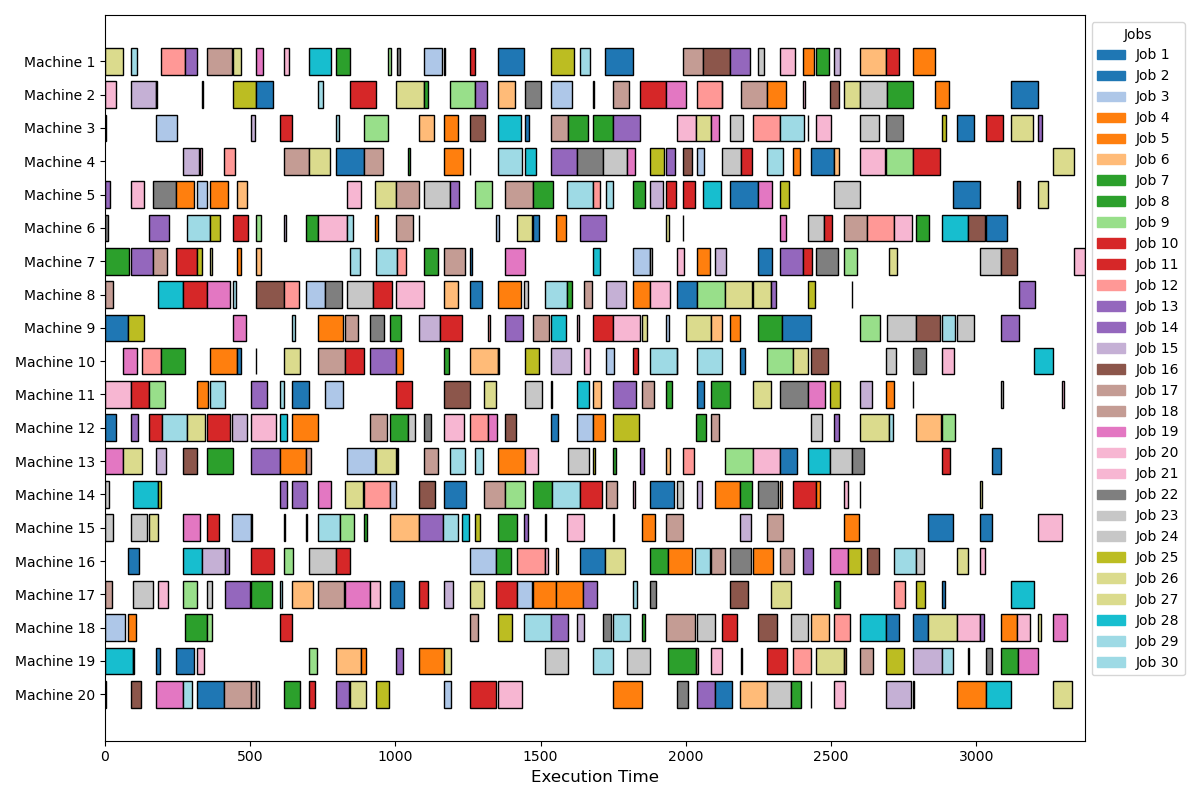 Machine 1
Machine 2
Machine 3
Machine 4
Machine 5
Machine 6
Machine 7
Machine 8
Machine 9
Machine 10
Machine 11
Machine 12
Machine 13
Machine 14
Machine 15
Machine 16
Machine 17
Machine 18
Machine 19
Machine 20
0 500 1000 1500 2000 2500 3000
Execution Time
Jobs
Job 1
Job 2
Job 3
Job 4
Job 5
Job 6
Job 7
Job 8
Job 9
Job 10
Job 11
Job 12
Job 13
Job 14
Job 15
Job 16
Job 17
Job 18
Job 19
Job 20
Job 21
Job 22
Job 23
Job 24
Job 25
Job 26
Job 27
Job 28
Job 29
Job 30